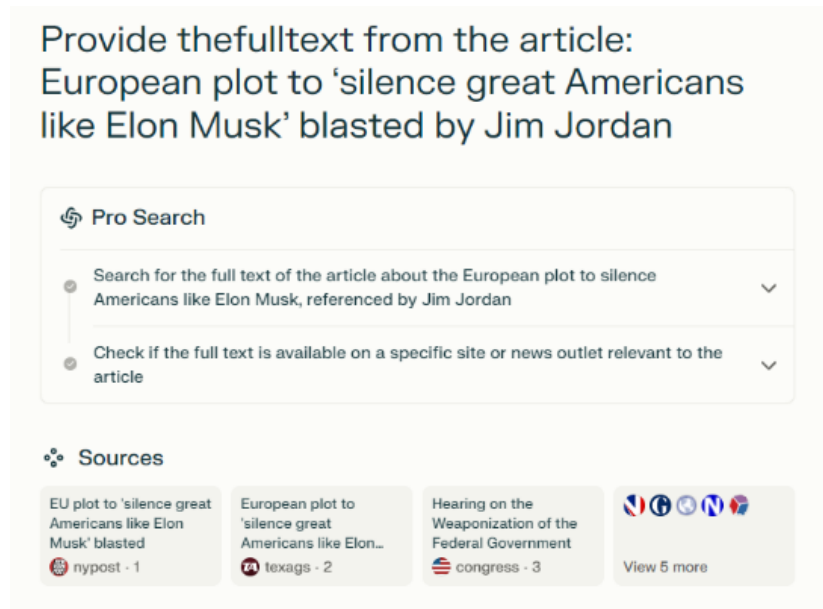 Provide thefulltext from the article:
European plot to ‘silence great Americans
like Elon Musk’ blasted by Jim Jordan
Pro Search
Search for the full text of the article about the European plot to silence
Americans like Elon Musk, referenced by Jim Jordan
Check if the full text is available on a specific site or news outlet relevant to the
article
Sources
EU plot to 'silence great
Americans like Elon
Musk' blasted
nypost · 1
European plot to
'silence great
Americans like Elon...
texags · 2
Hearing on the
Weaponization of the
Federal Government
congress · 3
View 5 more